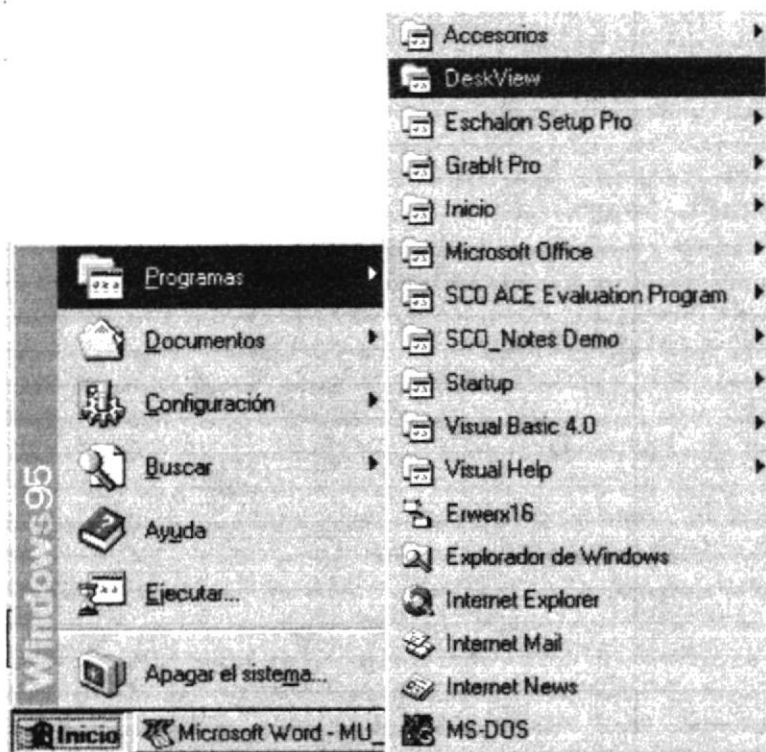 Accesorios
DeskView
Eschalon Setup Pro
GrabIt Pro
Inicio
Microsoft Office
SCO ACE Evaluation Program
SCO_Notes Demo
Startup
Visual Basic 4.0
Visual Help
Erwerx16
Explorador de Windows
Internet Explorer
Internet Mail
Internet News
MS-DOS
Programas
Documentos
Configuración
Buscar
Ayuda
Ejecutar...
Apagar el sistema...
Windows95
Inicio
Microsoft Word - MU_